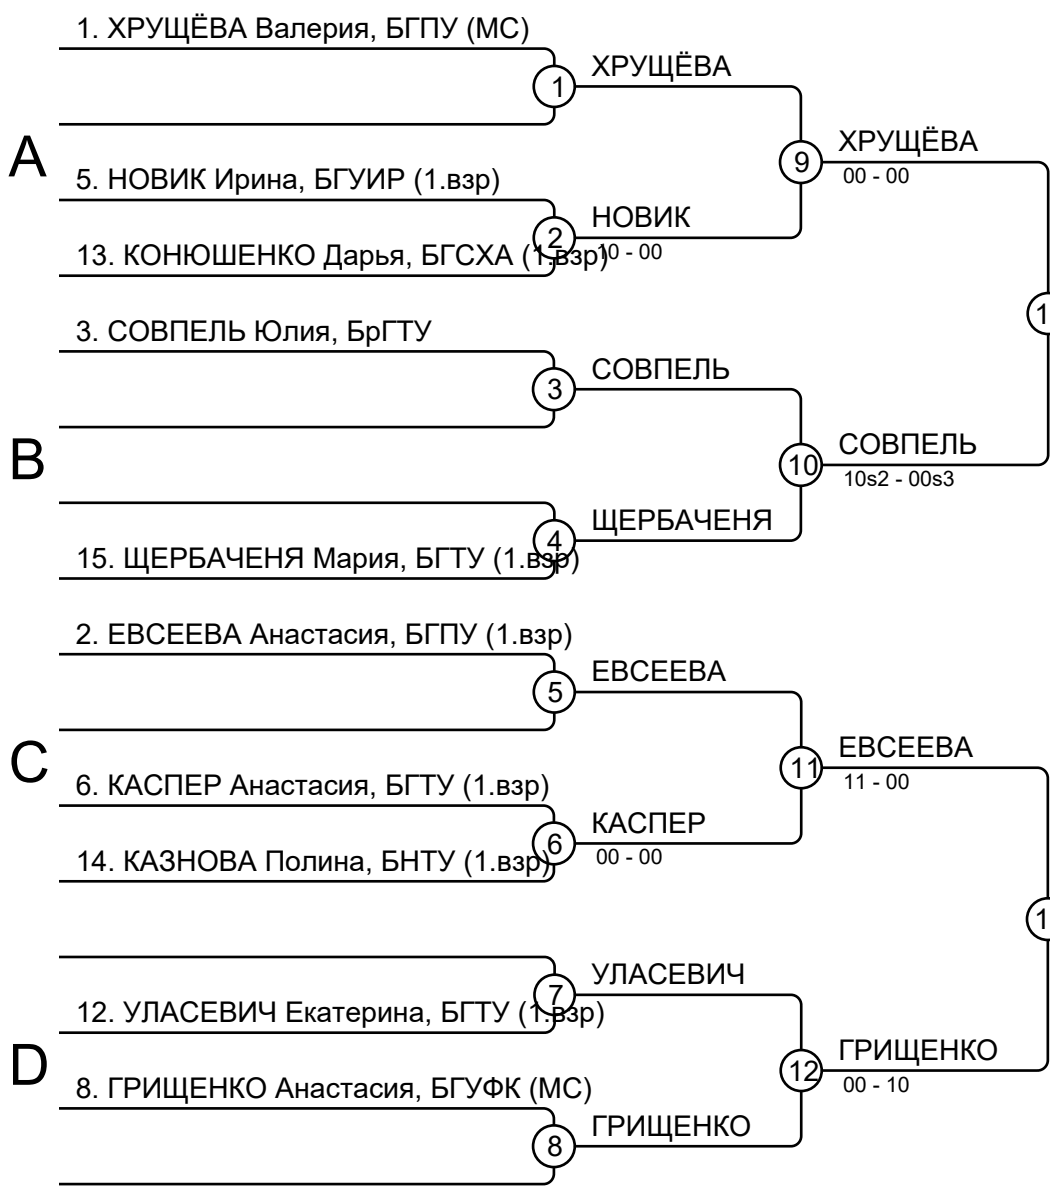 1. ХРУЩЁВА Валерия, БГПУ (МС)
1
ХРУЩЁВА
A
9
ХРУЩЁВА
00 - 00
5. НОВИК Ирина, БГУИР (1.взр)
2
НОВИК
10 - 00
13. КОНЮШЕНКО Дарья, БГСХА (1.взр)
1
3. СОВПЕЛЬ Юлия, БрГТУ
3
СОВПЕЛЬ
B
10
СОВПЕЛЬ
10s2 - 00s3
4
ЩЕРБАЧЕНЯ
15. ЩЕРБАЧЕНЯ Мария, БГТУ (1.взр)
2. ЕВСЕЕВА Анастасия, БГПУ (1.взр)
5
ЕВСЕЕВА
C
11
ЕВСЕЕВА
11 - 00
6. КАСПЕР Анастасия, БГТУ (1.взр)
6
КАСПЕР
00 - 00
14. КАЗНОВА Полина, БНТУ (1.взр)
1
7
УЛАСЕВИЧ
12. УЛАСЕВИЧ Екатерина, БГТУ (1.взр)
D
12
ГРИЩЕНКО
00 - 10
8. ГРИЩЕНКО Анастасия, БГУФК (МС)
8
ГРИЩЕНКО